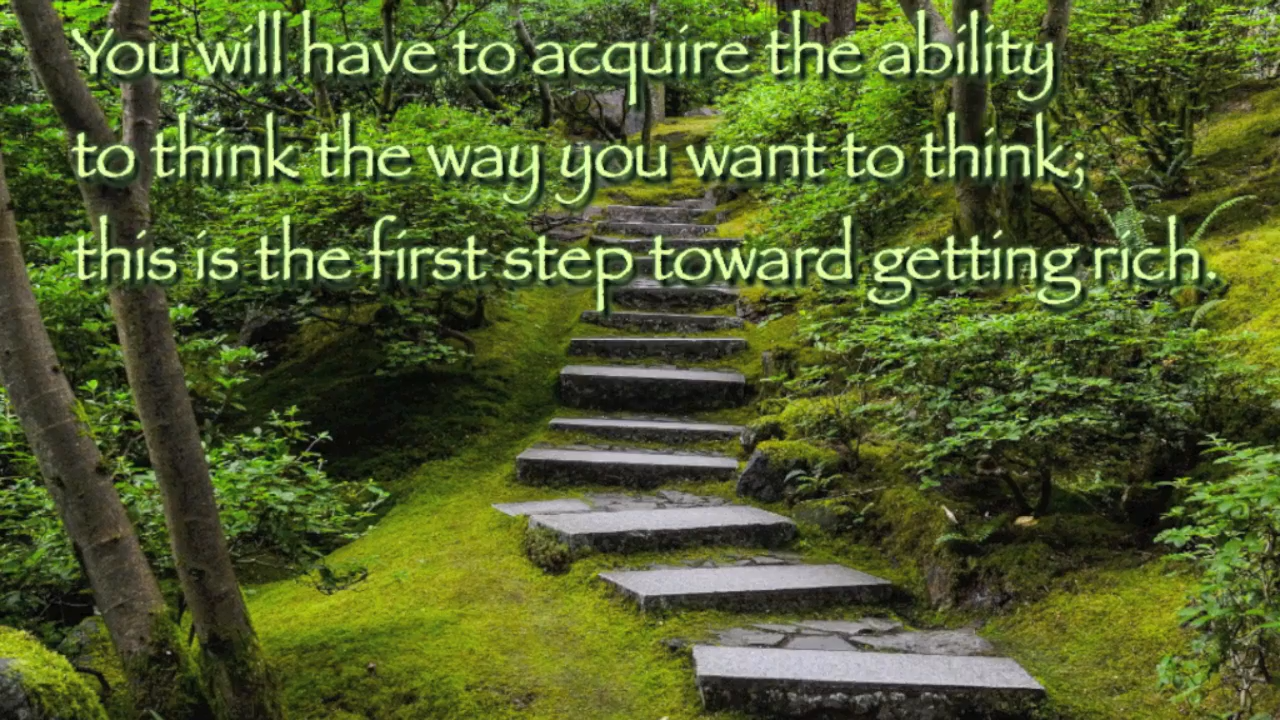 You will have to acquire the ability
to think the way you want to think;
this is the first step toward getting rich.